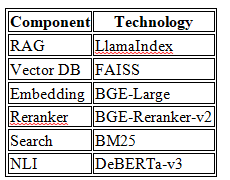 Component Technology
RAG LlamaIndex
Vector DB FAISS
Embedding BGE-Large
Reranker BGE-Reranker-v2
Search BM25
NLI DeBERTa-v3